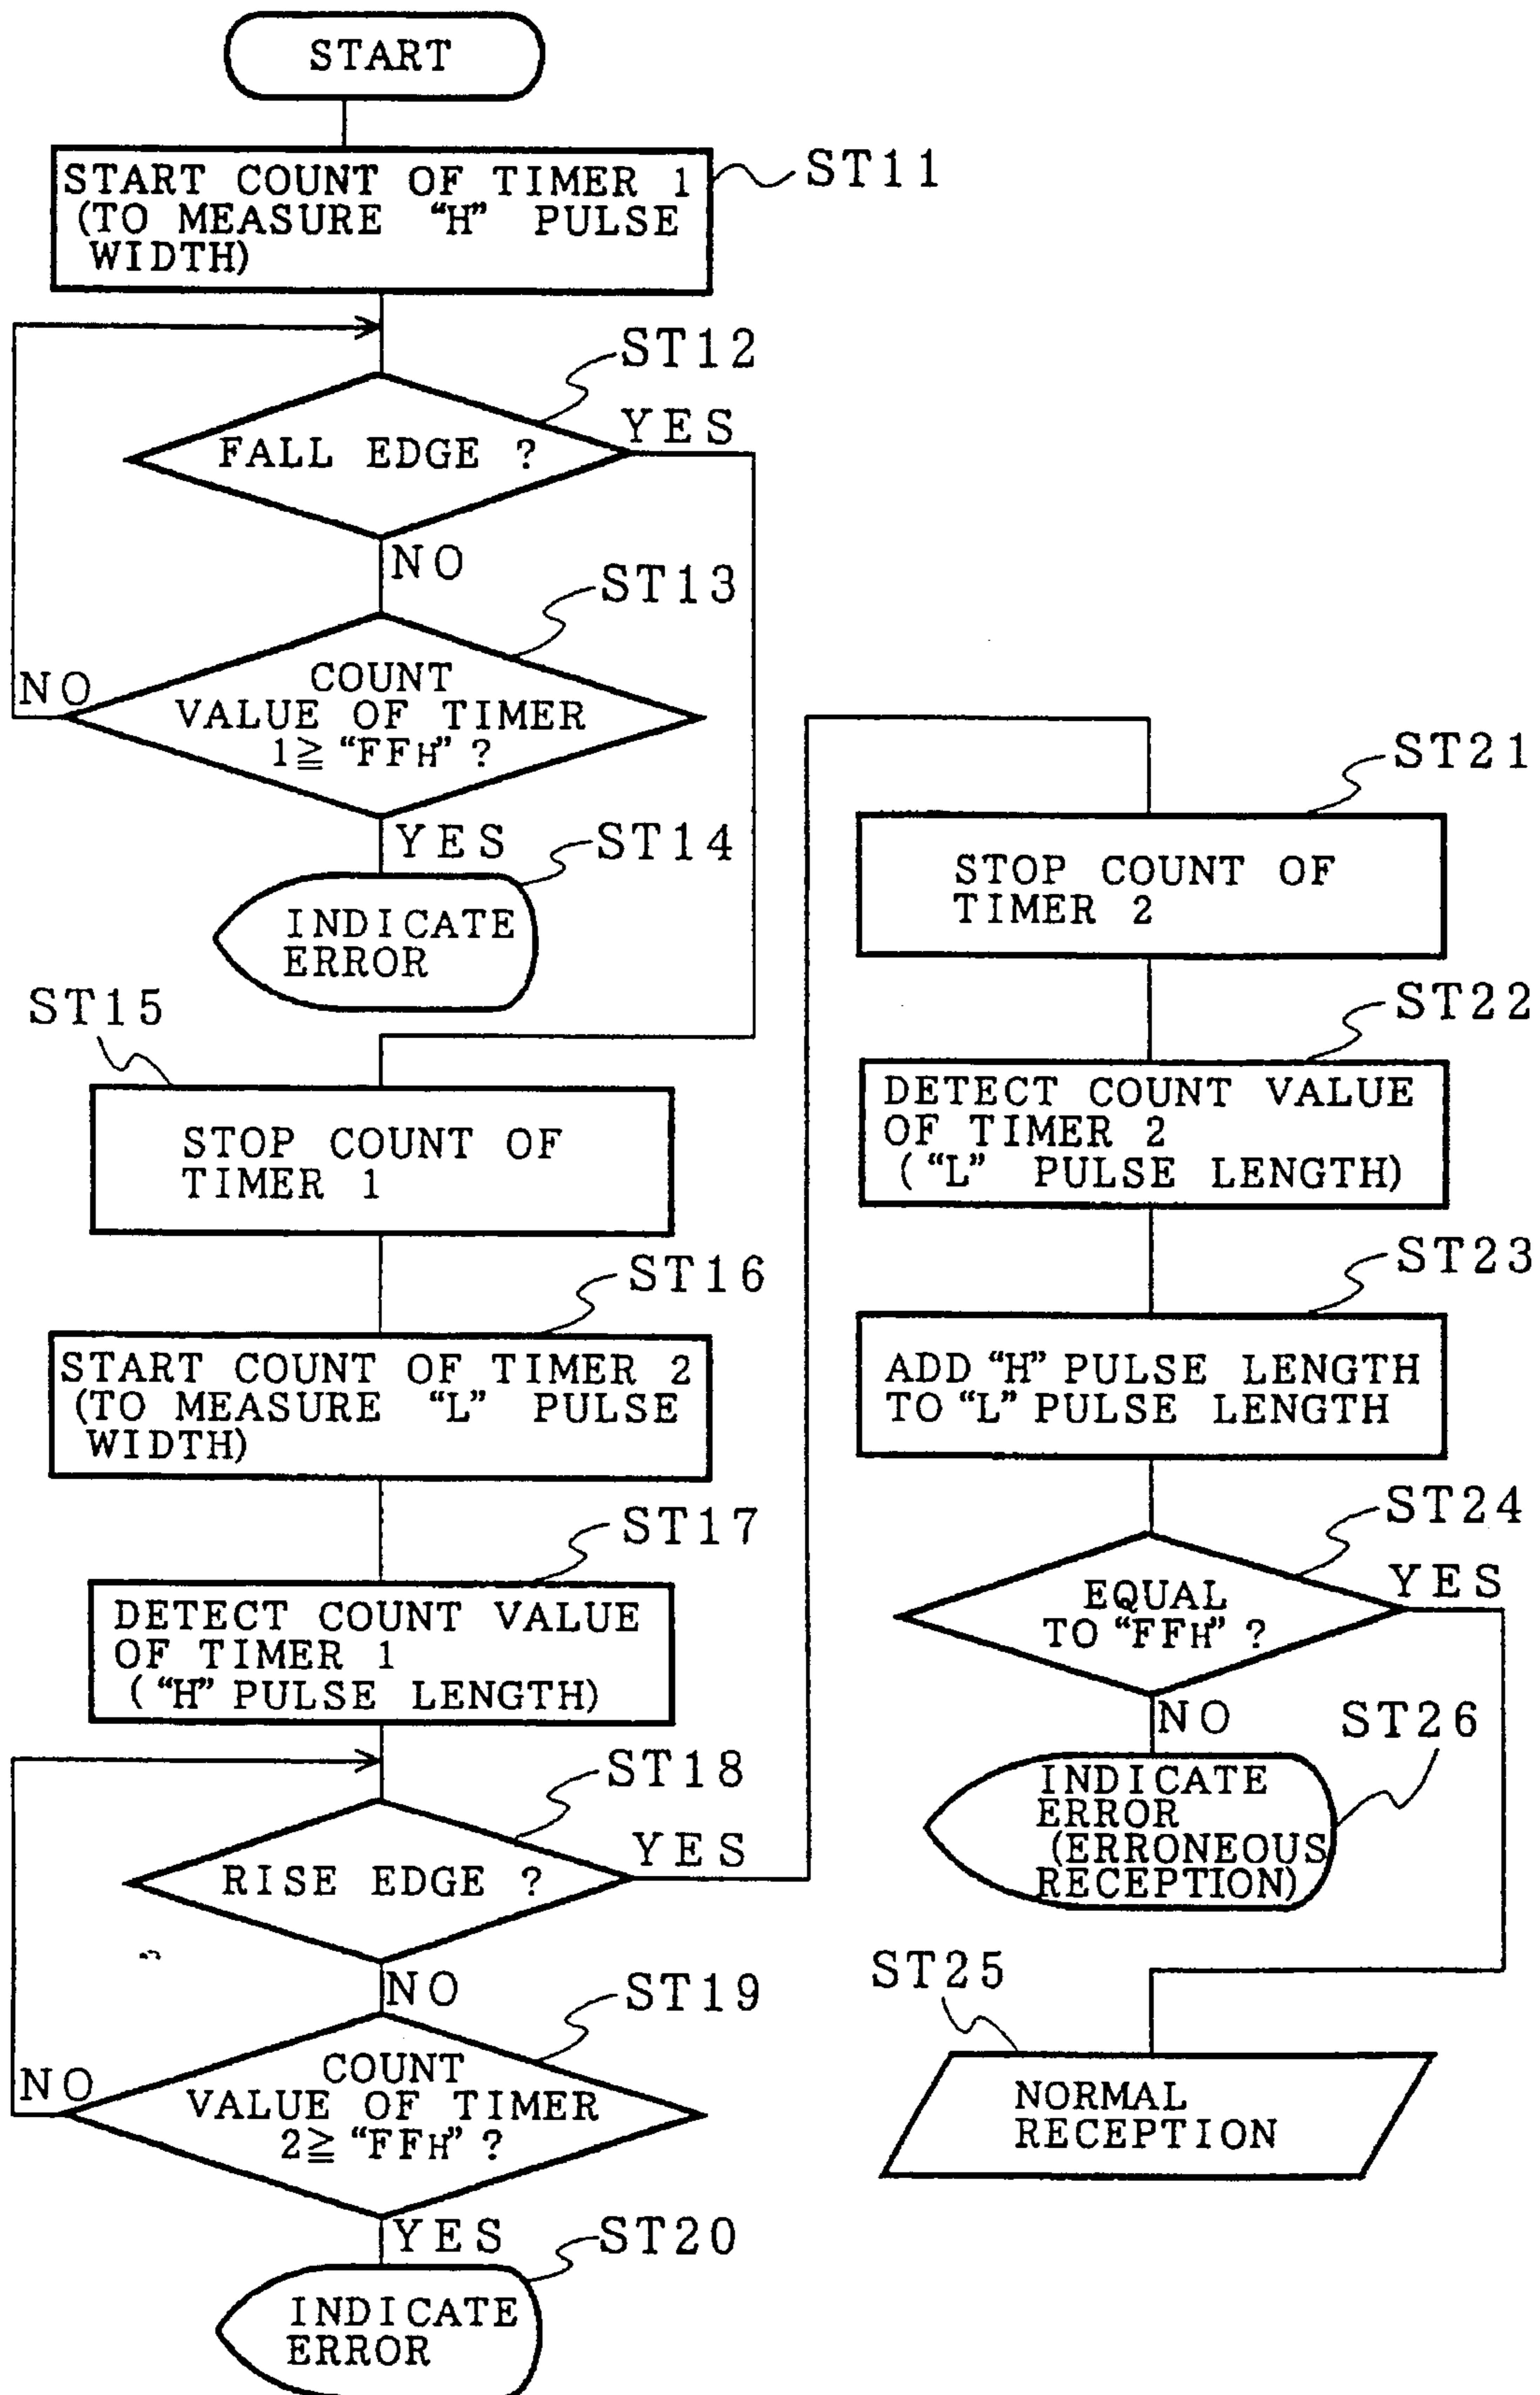 START
START COUNT OF TIMER 1
(TO MEASURE “H” PULSE
WIDTH)
ST11
ST12
FALL EDGE ?
YES
NO
ST13
COUNT
VALUE OF TIMER
1≧“FFH” ?
NO
YES
ST14
INDICATE
ERROR
ST15
STOP COUNT OF
TIMER 1
ST16
START COUNT OF TIMER 2
(TO MEASURE “L” PULSE
WIDTH)
ST17
DETECT COUNT VALUE
OF TIMER 1
(“H” PULSE LENGTH)
ST18
RISE EDGE ?
YES
NO
ST19
COUNT
VALUE OF TIMER
2≧“FFH” ?
NO
YES
ST20
INDICATE
ERROR
ST21
STOP COUNT OF
TIMER 2
ST22
DETECT COUNT VALUE
OF TIMER 2
(“L” PULSE LENGTH)
ST23
ADD “H” PULSE LENGTH
TO “L” PULSE LENGTH
ST24
EQUAL
TO “FFH” ?
YES
NO
ST26
INDICATE
ERROR
(ERRONEOUS
RECEPTION)
ST25
NORMAL
RECEPTION